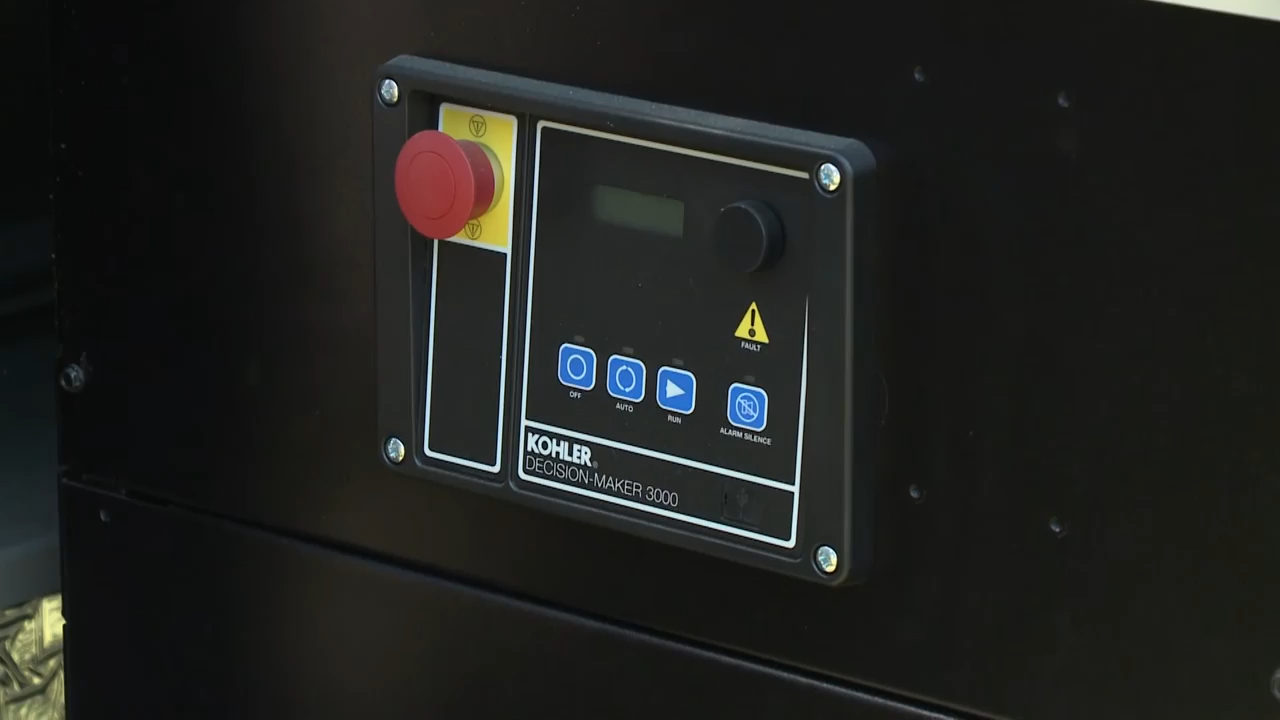 FAULT
OFF
AUTO
RUN
ALARM SILENCE
KOHLER®
DECISION-MAKER 3000